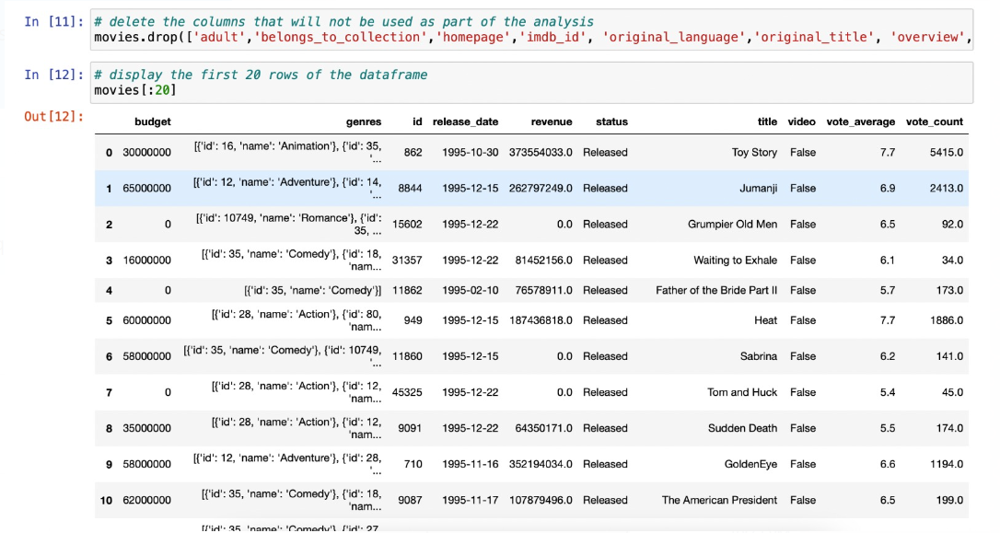 In [11]: # delete the columns that will not be used as part of the analysis
movies.drop(['adult','belongs_to_collection','homepage','imdb_id', 'original_language','original_title', 'overview',
In [12]: # display the first 20 rows of the dataframe
movies[:20]
Out[12]:
budget genres id release_date revenue status title video vote_average vote_count
0 30000000 [{'id': 16, 'name': 'Animation'}, {'id': 35, '... 862 1995-10-30 373554033.0 Released Toy Story False 7.7 5415.0
1 65000000 [{'id': 12, 'name': 'Adventure'}, {'id': 14, '... 8844 1995-12-15 262797249.0 Released Jumanji False 6.9 2413.0
2 0 [{'id': 10749, 'name': 'Romance'}, {'id': 35, ... 15602 1995-12-22 0.0 Released Grumpier Old Men False 6.5 92.0
3 16000000 [{'id': 35, 'name': 'Comedy'}, {'id': 18, 'nam... 31357 1995-12-22 81452156.0 Released Waiting to Exhale False 6.1 34.0
4 0 [{'id': 35, 'name': 'Comedy'}] 11862 1995-02-10 76578911.0 Released Father of the Bride Part II False 5.7 173.0
5 60000000 [{'id': 28, 'name': 'Action'}, {'id': 80, 'nam... 949 1995-12-15 187436818.0 Released Heat False 7.7 1886.0
6 58000000 [{'id': 35, 'name': 'Comedy'}, {'id': 10749, '... 11860 1995-12-15 0.0 Released Sabrina False 6.2 141.0
7 0 [{'id': 28, 'name': 'Action'}, {'id': 12, 'nam... 45325 1995-12-22 0.0 Released Tom and Huck False 5.4 45.0
8 35000000 [{'id': 28, 'name': 'Action'}, {'id': 12, 'nam... 9091 1995-12-22 64350171.0 Released Sudden Death False 5.5 174.0
9 58000000 [{'id': 12, 'name': 'Adventure'}, {'id': 28, '... 710 1995-11-16 352194034.0 Released GoldenEye False 6.6 1194.0
10 62000000 [{'id': 35, 'name': 'Comedy'}, {'id': 18, 'nam... 9087 1995-11-17 107879496.0 Released The American President False 6.5 199.0
[{'id': 35, 'name': 'Comedy'}, {'id': 27,